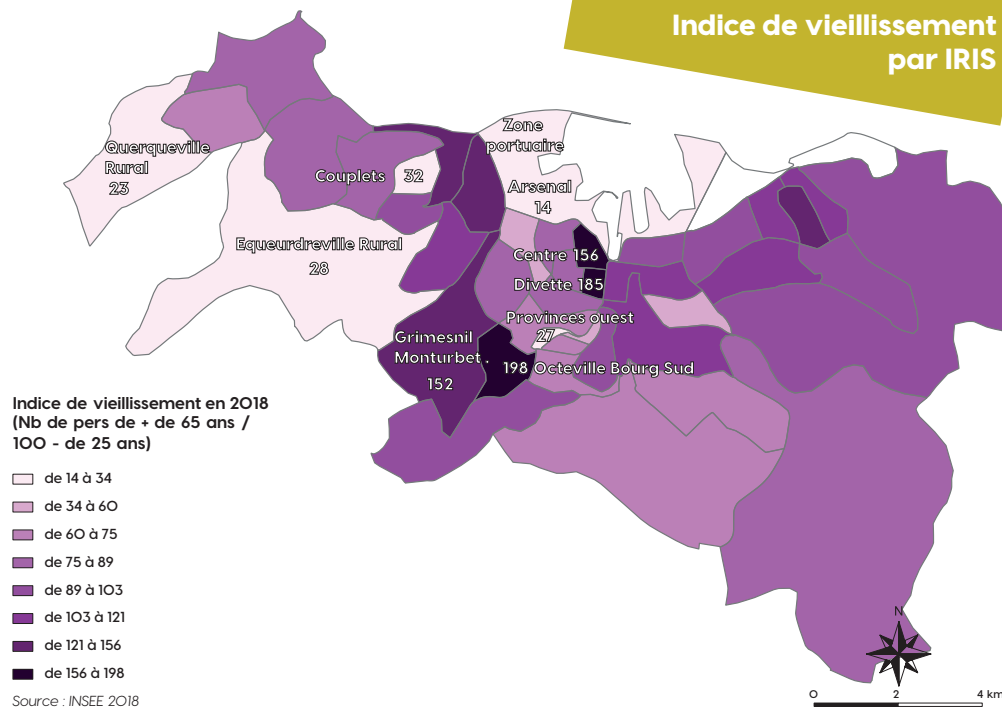 Indice de vieillissement
par IRIS
Zone
portuaire
Querqueville
Rural
23
Couplets
32
Arsenal
14
Equeurdreville Rural
28
Centre 156
Divette 185
Provinces ouest
27
Grimesnil
Monturbet .
152
198 Octeville Bourg Sud
Indice de vieillissement en 2018
(Nb de pers de + de 65 ans /
100 - de 25 ans)
de 14 à 34
de 34 à 60
de 60 à 75
de 75 à 89
de 89 à 103
de 103 à 121
de 121 à 156
de 156 à 198
Source : INSEE 2018
N
0 2 4 km